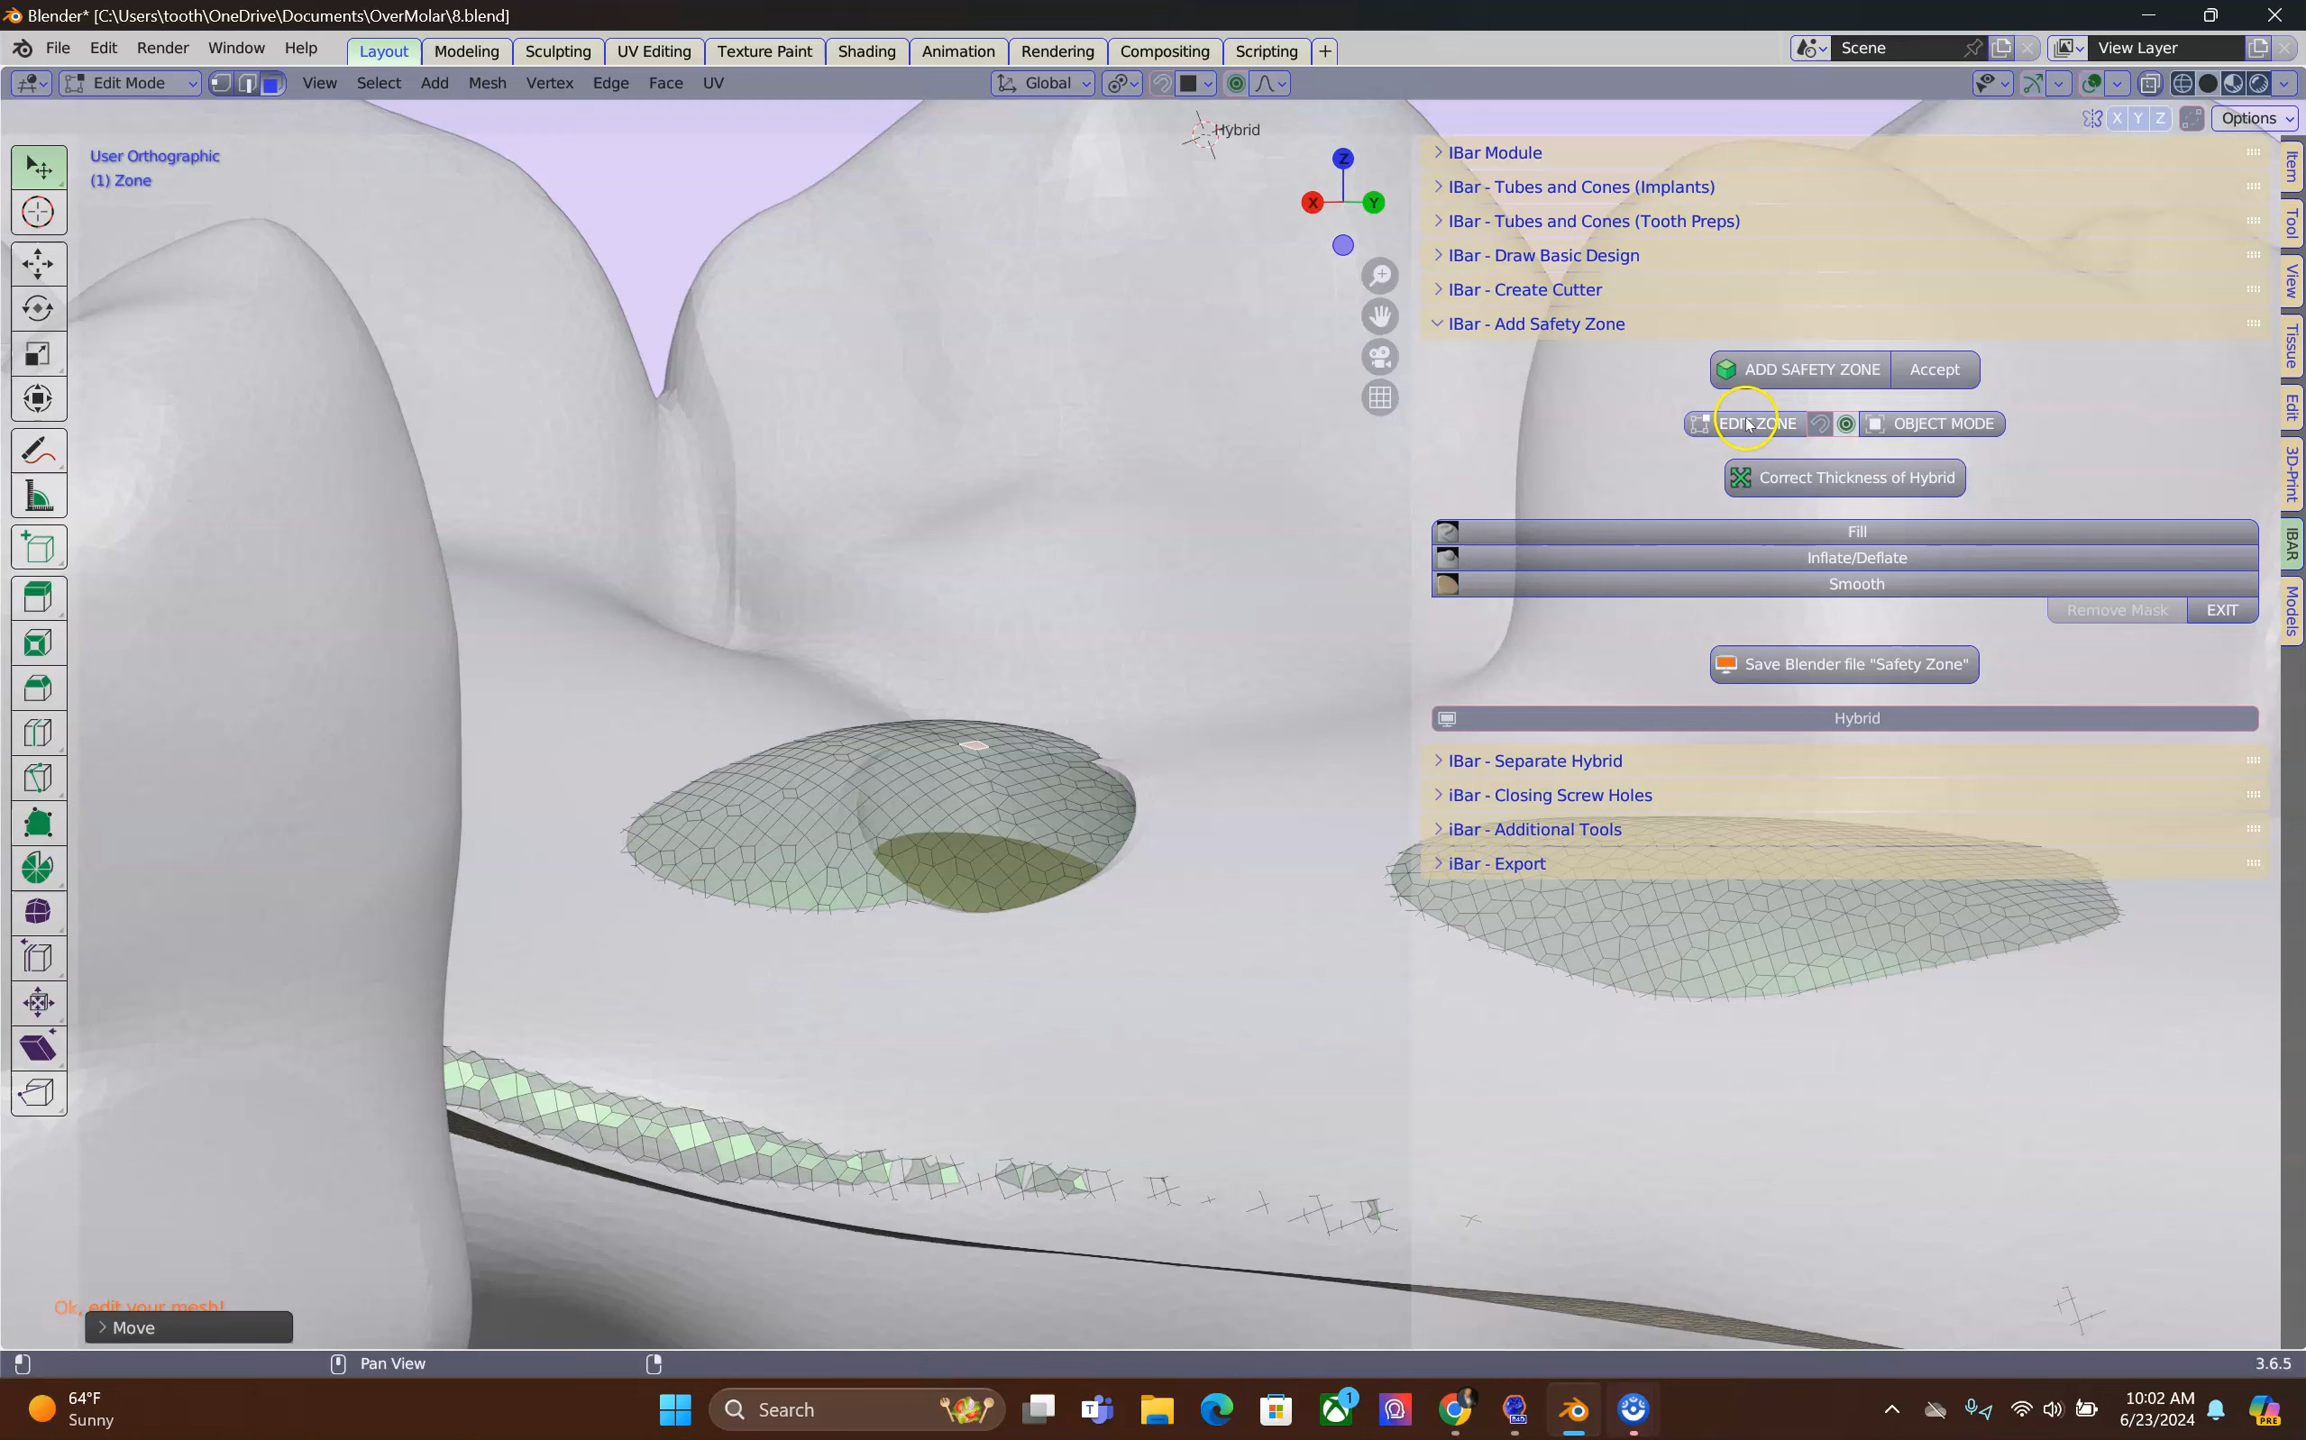 Blender* [C:\Users\tooth\OneDrive\Documents\OverMolar\8.blend]
File Edit Render Window Help Layout Modeling Sculpting UV Editing Texture Paint Shading Animation Rendering Compositing Scripting + Scene View Layer
Edit Mode View Select Add Mesh Vertex Edge Face UV Global
X Y Z Options
User Orthographic
(1) Zone
Hybrid
Z
X
Y
IBar Module
IBar - Tubes and Cones (Implants)
IBar - Tubes and Cones (Tooth Preps)
IBar - Draw Basic Design
IBar - Create Cutter
IBar - Add Safety Zone
ADD SAFETY ZONE Accept
EDIT ZONE OBJECT MODE
Correct Thickness of Hybrid
Fill
Inflate/Deflate
Smooth
Remove Mask EXIT
Save Blender file "Safety Zone"
Hybrid
IBar - Separate Hybrid
iBar - Closing Screw Holes
iBar - Additional Tools
iBar - Export
Item
Tool
View
Tissue
Edit
3D-Print
IBAR
Models
Ok, edit your mesh!
Move
Pan View 3.6.5
64°F
Sunny
Search
1
10:02 AM
6/23/2024
PRE